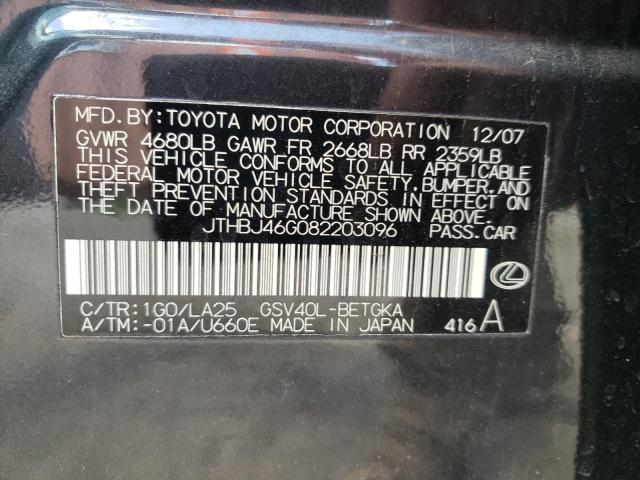 MFD. BY: TOYOTA MOTOR CORPORATION 12/07
GVWR 4680LB GAWR FR 2668LB RR 2359LB
THIS VEHICLE CONFORMS TO ALL APPLICABLE
FEDERAL MOTOR VEHICLE SAFETY, BUMPER, AND
THEFT PREVENTION STANDARDS IN EFFECT ON
THE DATE OF MANUFACTURE SHOWN ABOVE.
JTHBJ46G082203096 PASS. CAR
C/TR: 1G0/LA25 GSV40L-BETGKA
A/TM: -01A/U660E MADE IN JAPAN 416A